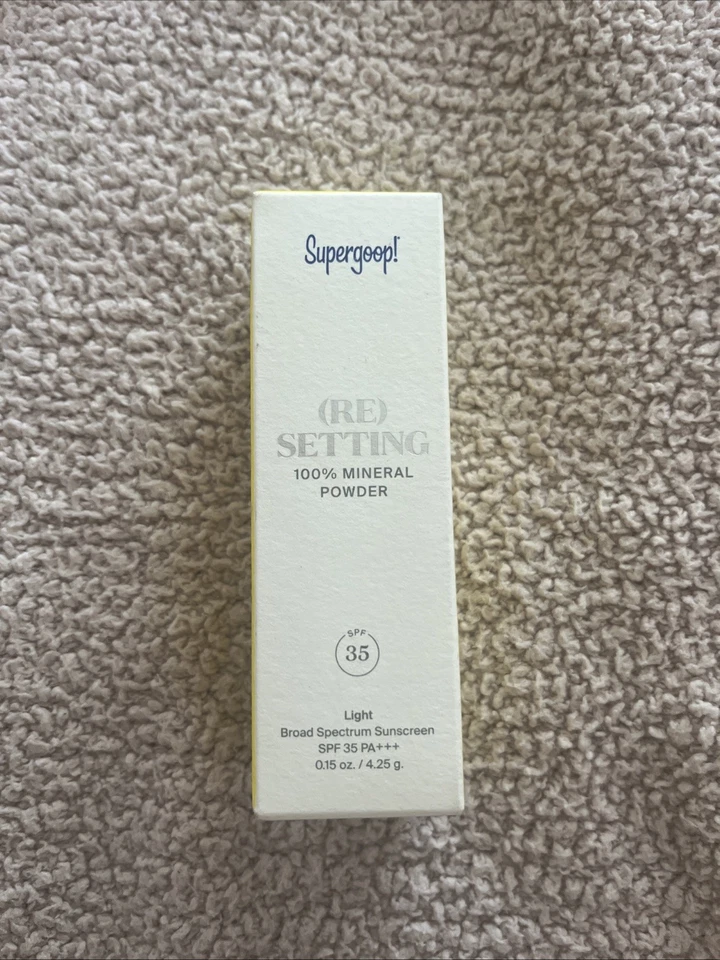 Supergoop!
(RE)
SETTING
100% MINERAL
POWDER
SPF
35
Light
Broad Spectrum Sunscreen
SPF 35 PA+++
0.15 oz. / 4.25 g.